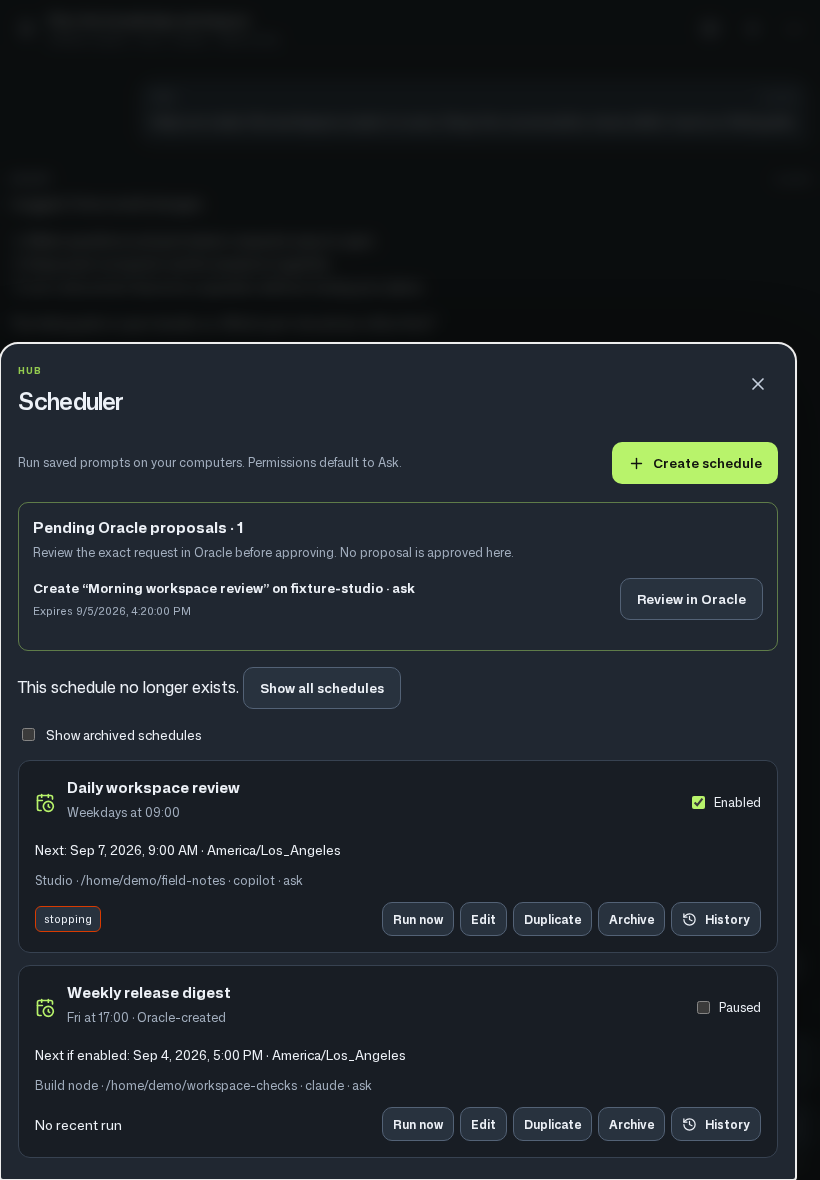 HUB
Scheduler
Run saved prompts on your computers. Permissions default to Ask.
Create schedule
Pending Oracle proposals · 1
Review the exact request in Oracle before approving. No proposal is approved here.
Create “Morning workspace review” on fixture-studio · ask
Expires 9/5/2026, 4:20:00 PM
Review in Oracle
This schedule no longer exists. Show all schedules
Show archived schedules
Daily workspace review
Weekdays at 09:00
Enabled
Next: Sep 7, 2026, 9:00 AM · America/Los_Angeles
Studio · /home/demo/field-notes · copilot · ask
stopping Run now Edit Duplicate Archive History
Weekly release digest
Fri at 17:00 · Oracle-created
Paused
Next if enabled: Sep 4, 2026, 5:00 PM · America/Los_Angeles
Build node · /home/demo/workspace-checks · claude · ask
No recent run Run now Edit Duplicate Archive History